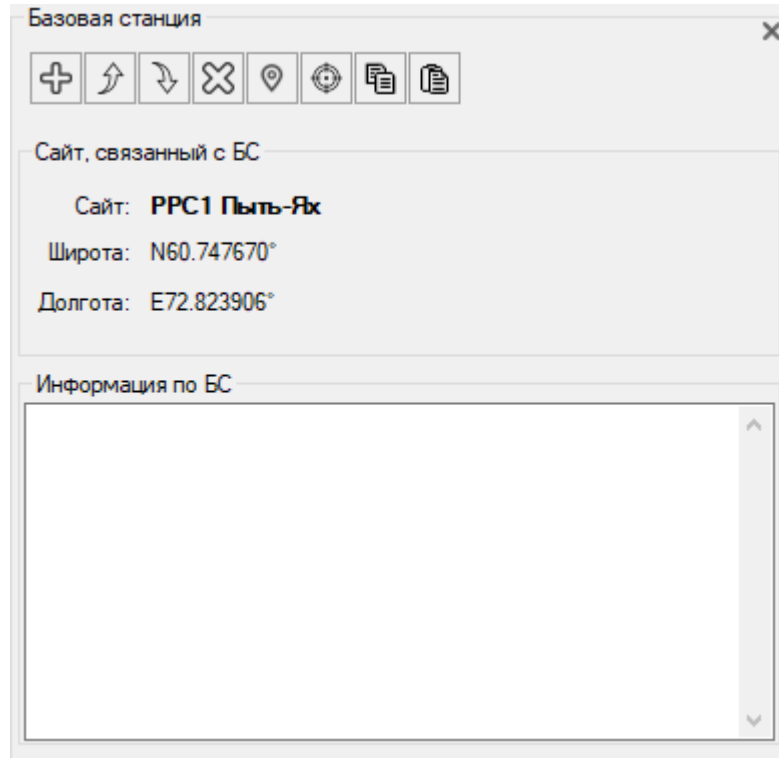 Базовая станция
Сайт, связанный с БС
Сайт: РРС1 Пыть-Ях
Широта: N60.747670°
Долгота: E72.823906°
Информация по БС